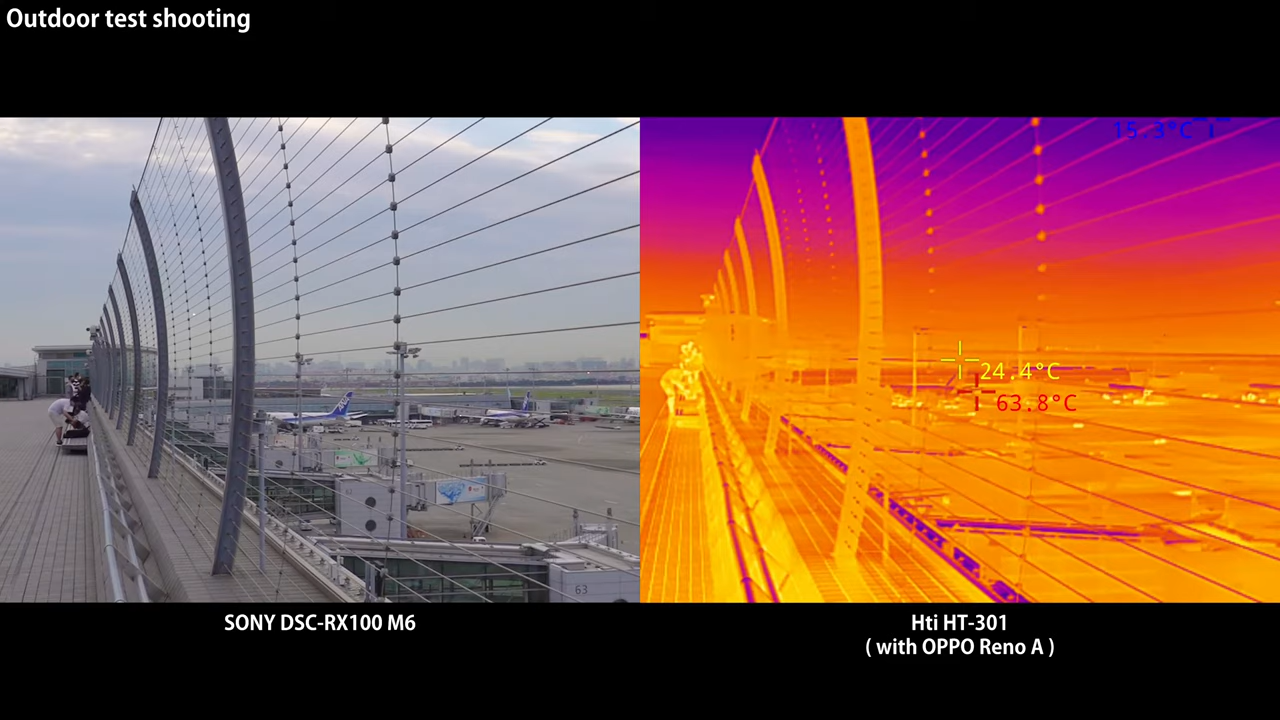 Outdoor test shooting
15.3°C
24.4°C
63.8°C
63
SONY DSC-RX100 M6
Hti HT-301
( with OPPO Reno A )